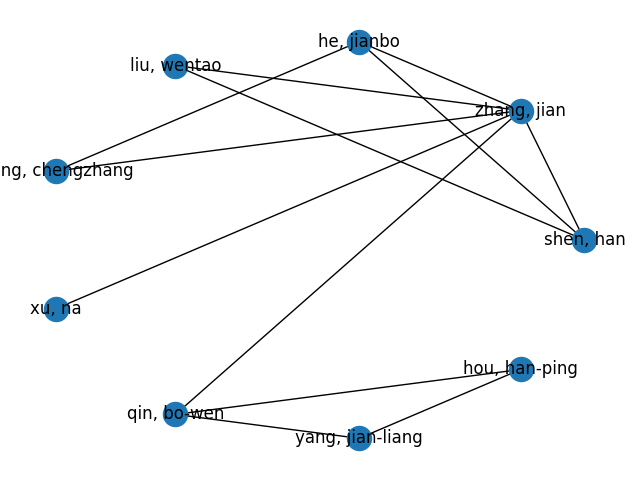 he, jianbo
liu, wentao
zhang, jian
ng, chengzhang
shen, han
xu, na
hou, han-ping
qin, bo-wen
yang, jian-liang